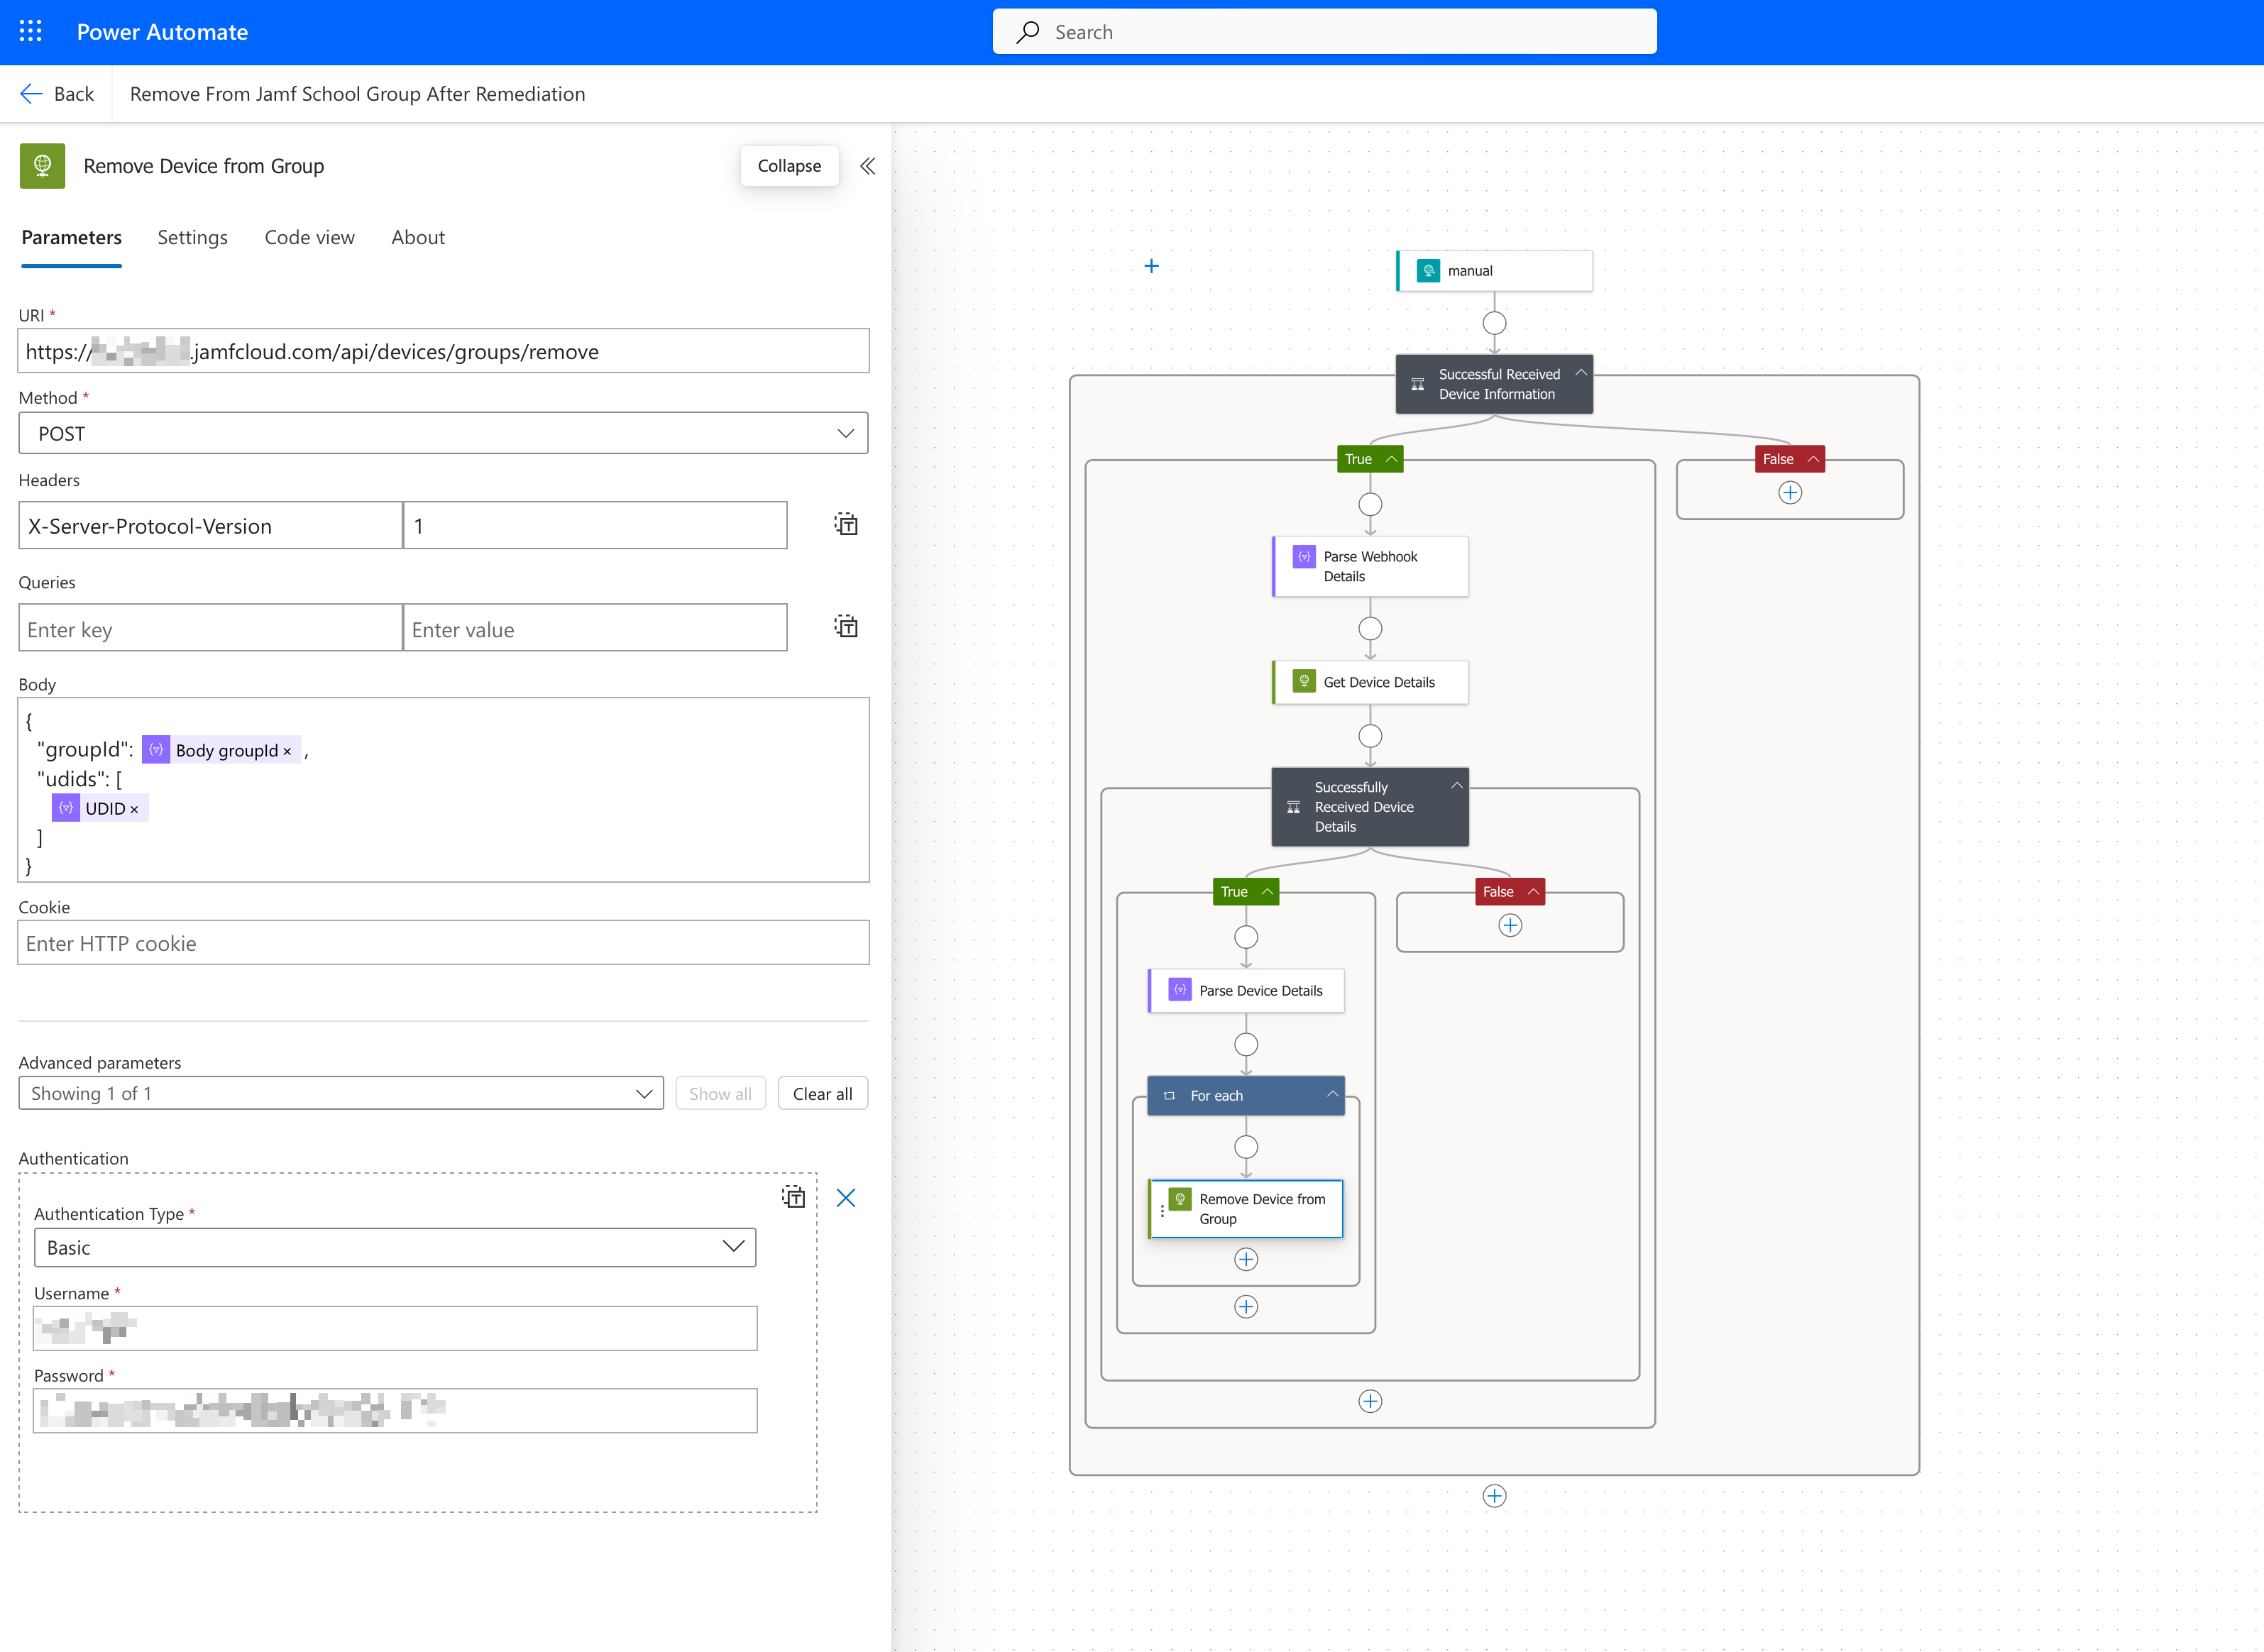 Power Automate
Search
Back
Remove From Jamf School Group After Remediation
Remove Device from Group
Collapse
Parameters
Settings
Code view
About
URI *
https://
.jamfcloud.com/api/devices/groups/remove
Method *
POST
Headers
X-Server-Protocol-Version
1
Queries
Enter key
Enter value
Body
{
"groupId": Body groupId × ,
"udids": [
UDID ×
]
}
Cookie
Enter HTTP cookie
Advanced parameters
Showing 1 of 1
Show all
Clear all
Authentication
Authentication Type *
Basic
Username *
Password *
manual
Successful Received
Device Information
True
False
Parse Webhook
Details
Get Device Details
Successfully
Received Device
Details
True
False
Parse Device Details
For each
Remove Device from
Group